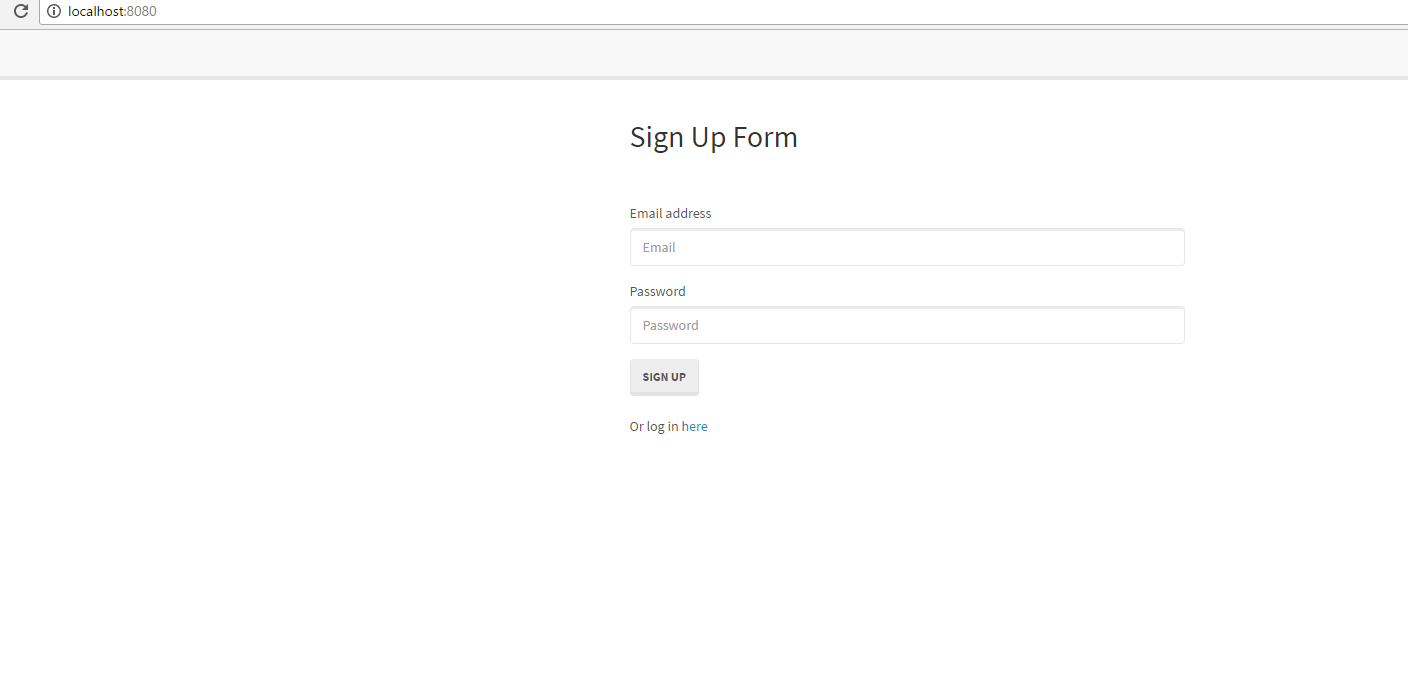 localhost:8080
Sign Up Form
Email address
Email
Password
Password
SIGN UP
Or log in here